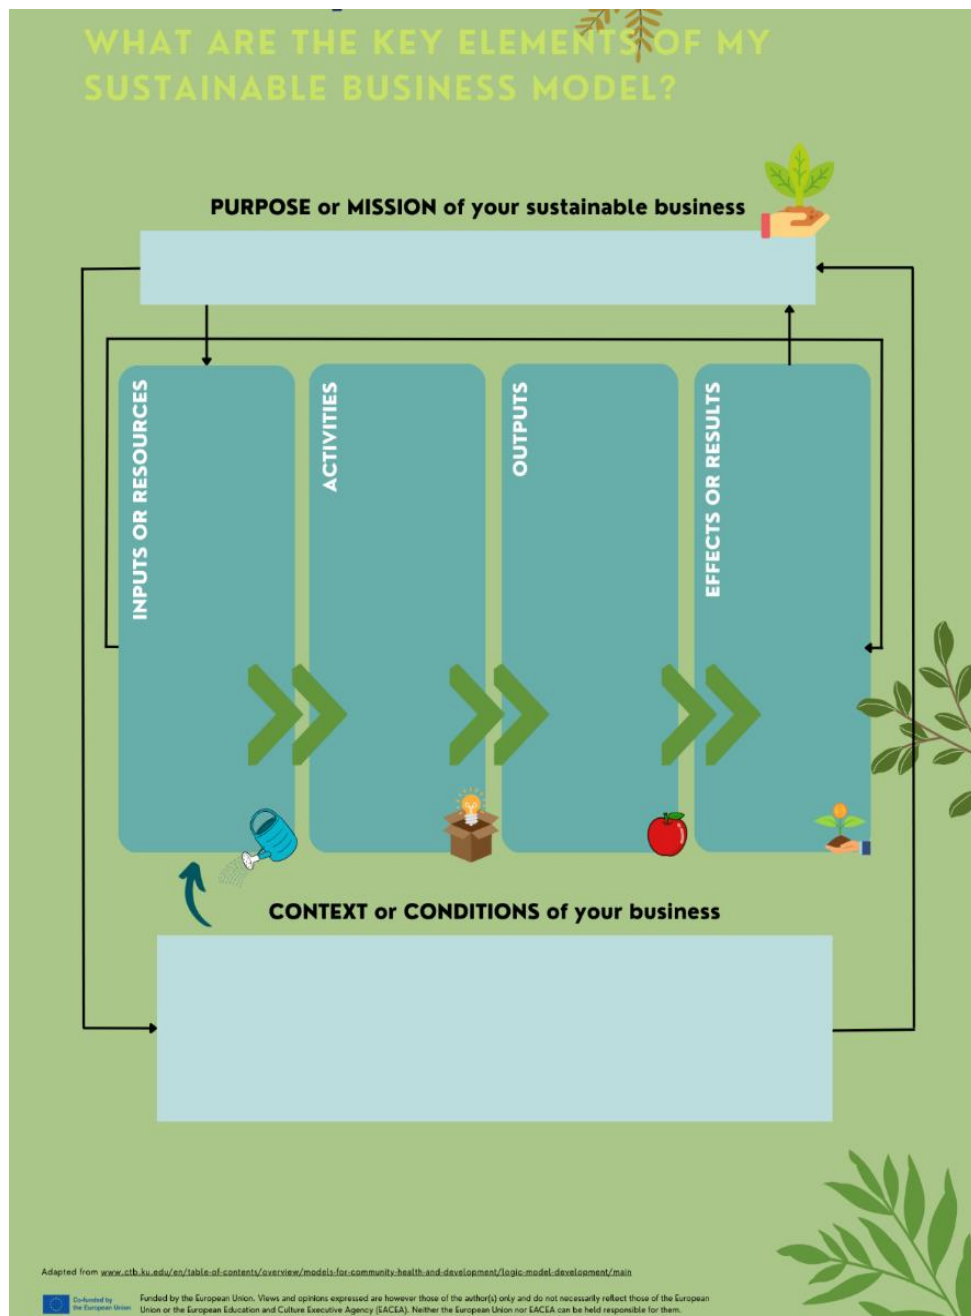 WHAT ARE THE KEY ELEMENTS OF MY
SUSTAINABLE BUSINESS MODEL?
PURPOSE or MISSION of your sustainable business
INPUTS OR RESOURCES
ACTIVITIES
OUTPUTS
EFFECTS OR RESULTS
CONTEXT or CONDITIONS of your business
Adapted from www.ctb.ku.edu/en/table-of-contents/overview/models-for-community-health-and-development/logic-model-development/main
Co-funded by
the European Union
Funded by the European Union. Views and opinions expressed are however those of the author(s) only and do not necessarily reflect those of the European
Union or the European Education and Culture Executive Agency (EACEA). Neither the European Union nor EACEA can be held responsible for them.